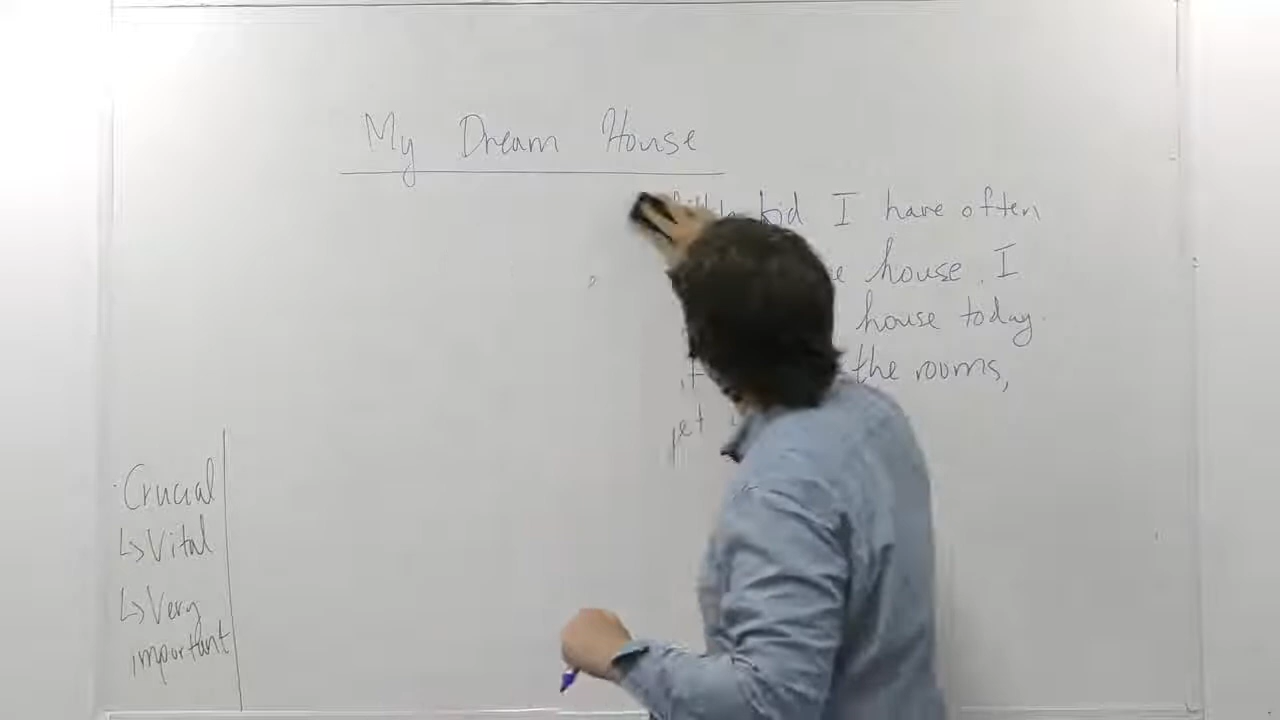 My Dream House
kid I have often
house. I
house today.
the rooms,
Crucial
↳ Vital
↳ Very
important